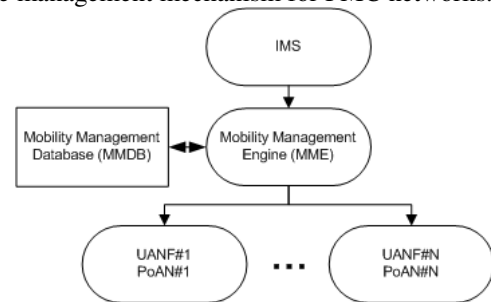 management mechanism for FMC networks.
IMS
Mobility Management
Database (MMDB)
Mobility Management
Engine (MME)
UANF#1
PoAN#1
...
UANF#N
PoAN#N